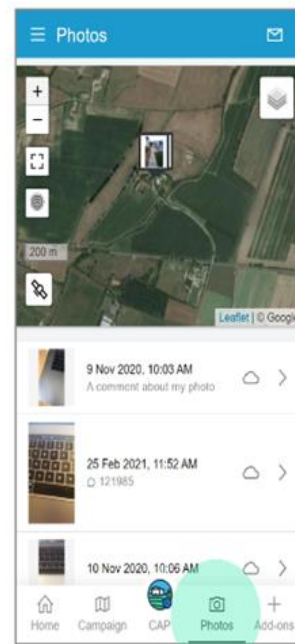 Photos
+
−
200 m
Leaflet | © Google
9 Nov 2020, 10:03 AM
A comment about my photo
25 Feb 2021, 11:52 AM
121985
10 Nov 2020, 10:06 AM
Home Campaign CAP Photos Add-ons